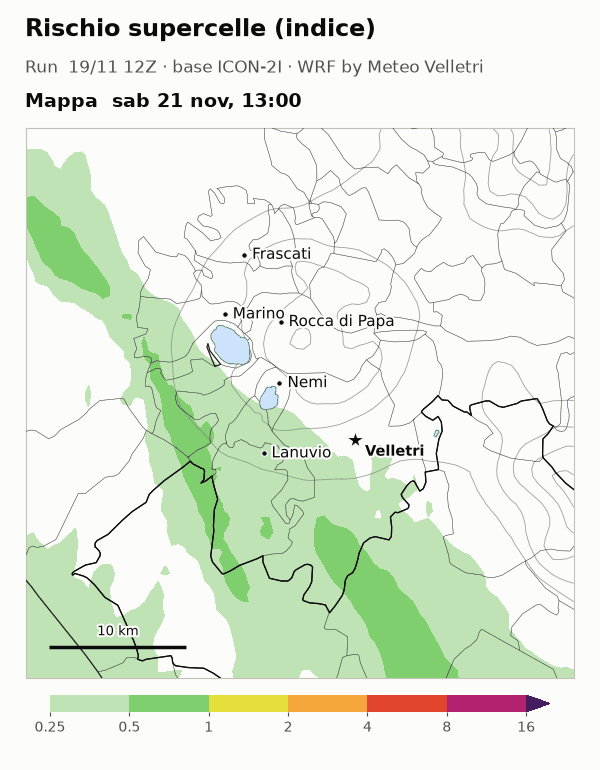 Rischio supercelle (indice)
Run  19/11 12Z · base ICON-2I · WRF by Meteo Velletri
Mappa  sab 21 nov, 13:00
Frascati
Marino
Rocca di Papa
Nemi
Velletri
Lanuvio
10 km
0.25 0.5 1 2 4 8 16